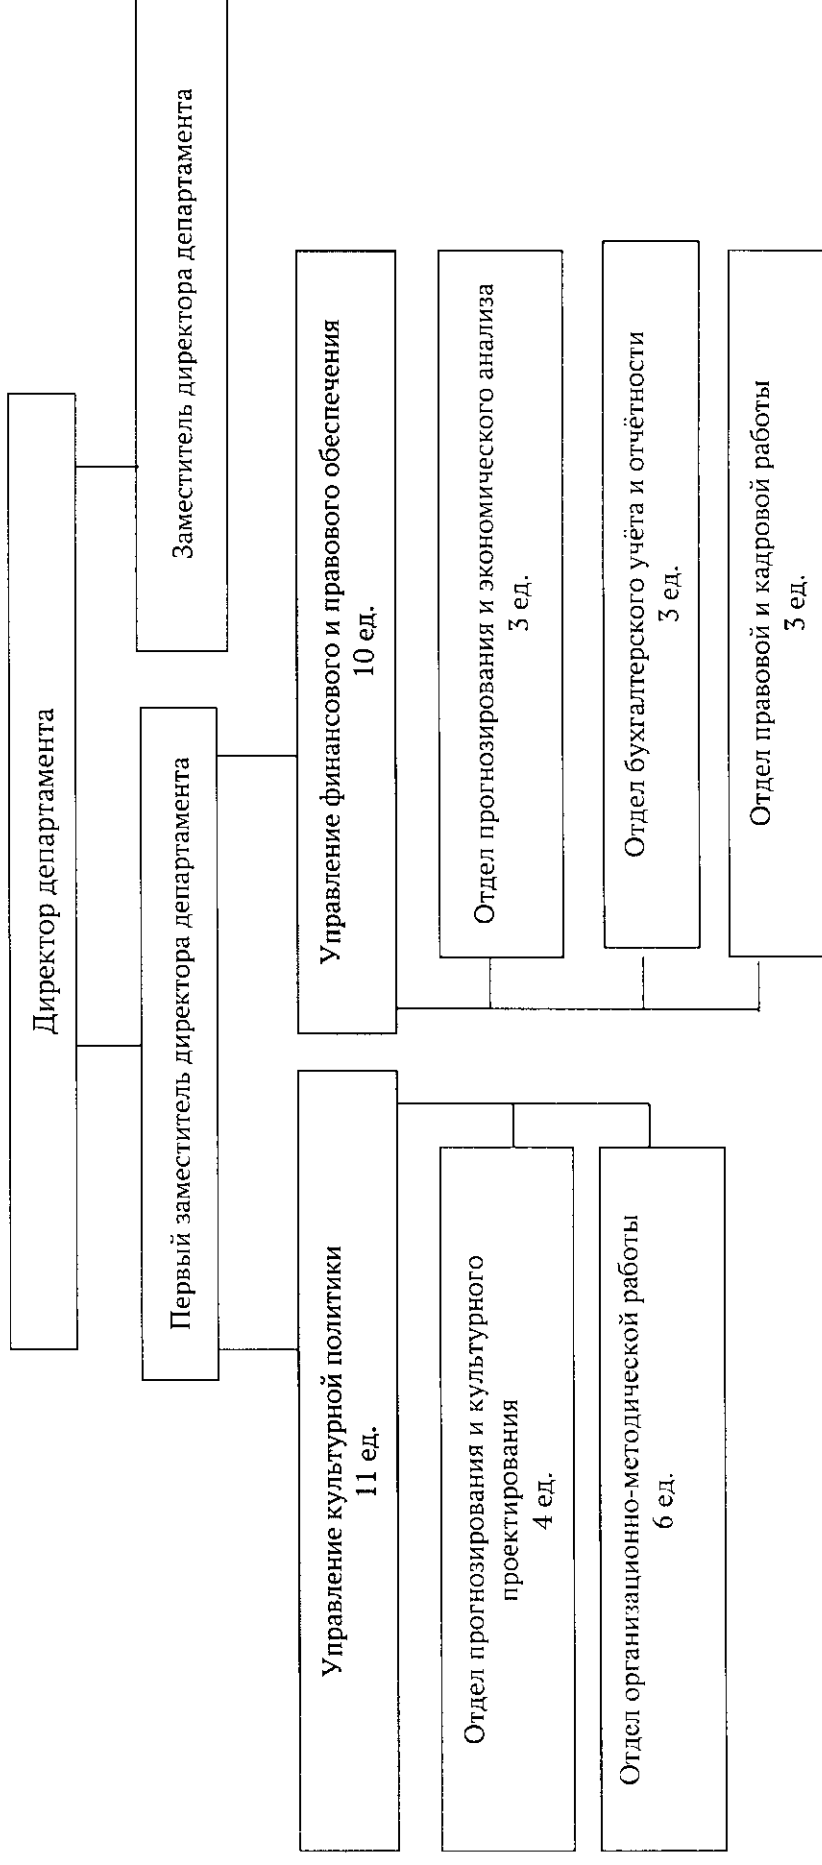 Директор департамента
Первый заместитель директора департамента
Заместитель директора департамента
Управление культурной политики
11 ед.
Управление финансового и правового обеспечения
10 ед.
Отдел прогнозирования и культурного
проектирования
4 ед.
Отдел организационно-методической работы
6 ед.
Отдел прогнозирования и экономического анализа
3 ед.
Отдел бухгалтерского учёта и отчётности
3 ед.
Отдел правовой и кадровой работы
3 ед.